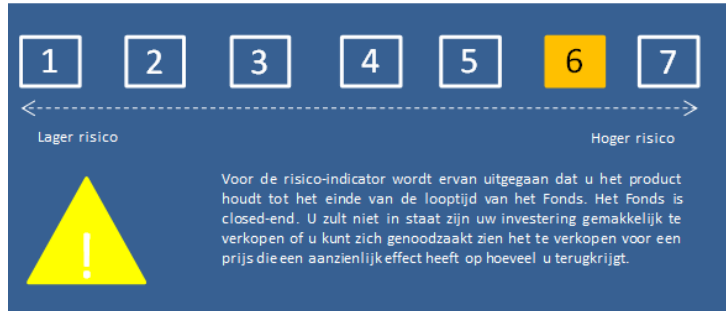 1 2 3 4 5 6 7
Lager risico Hoger risico
Voor de risico-indicator wordt ervan uitgegaan dat u het product
houdt tot het einde van de looptijd van het Fonds. Het Fonds is
closed-end. U zult niet in staat zijn uw investering gemakkelijk te
verkopen of u kunt zich genoodzaakt zien het te verkopen voor een
prijs die een aanzienlijk effect heeft op hoeveel u terugkrijgt.
!